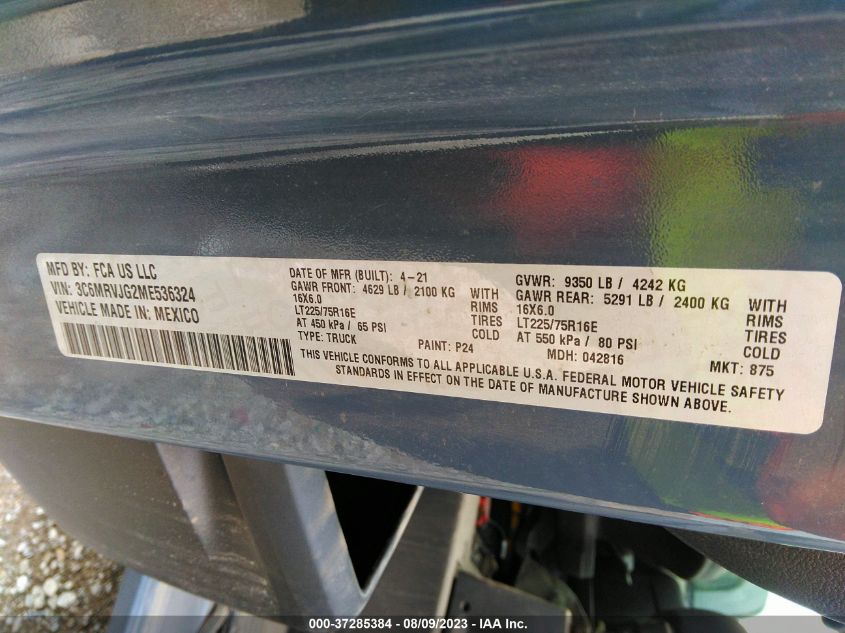 MFD BY: FCA US LLC
VIN: 3C6MRVJG2ME536324
VEHICLE MADE IN: MEXICO
DATE OF MFR (BUILT): 4-21
GAWR FRONT: 4629 LB / 2100 KG WITH
16X6.0 RIMS
LT225/75R16E TIRES
AT 450 kPa / 65 PSI COLD
TYPE: TRUCK PAINT: P24
GVWR: 9350 LB / 4242 KG
GAWR REAR: 5291 LB / 2400 KG WITH
16X6.0 RIMS
LT225/75R16E TIRES
AT 550 kPa / 80 PSI COLD
MDH: 042816 MKT: 875
THIS VEHICLE CONFORMS TO ALL APPLICABLE U.S.A. FEDERAL MOTOR VEHICLE SAFETY
STANDARDS IN EFFECT ON THE DATE OF MANUFACTURE SHOWN ABOVE.
000-37285384 - 08/09/2023 - IAA Inc.